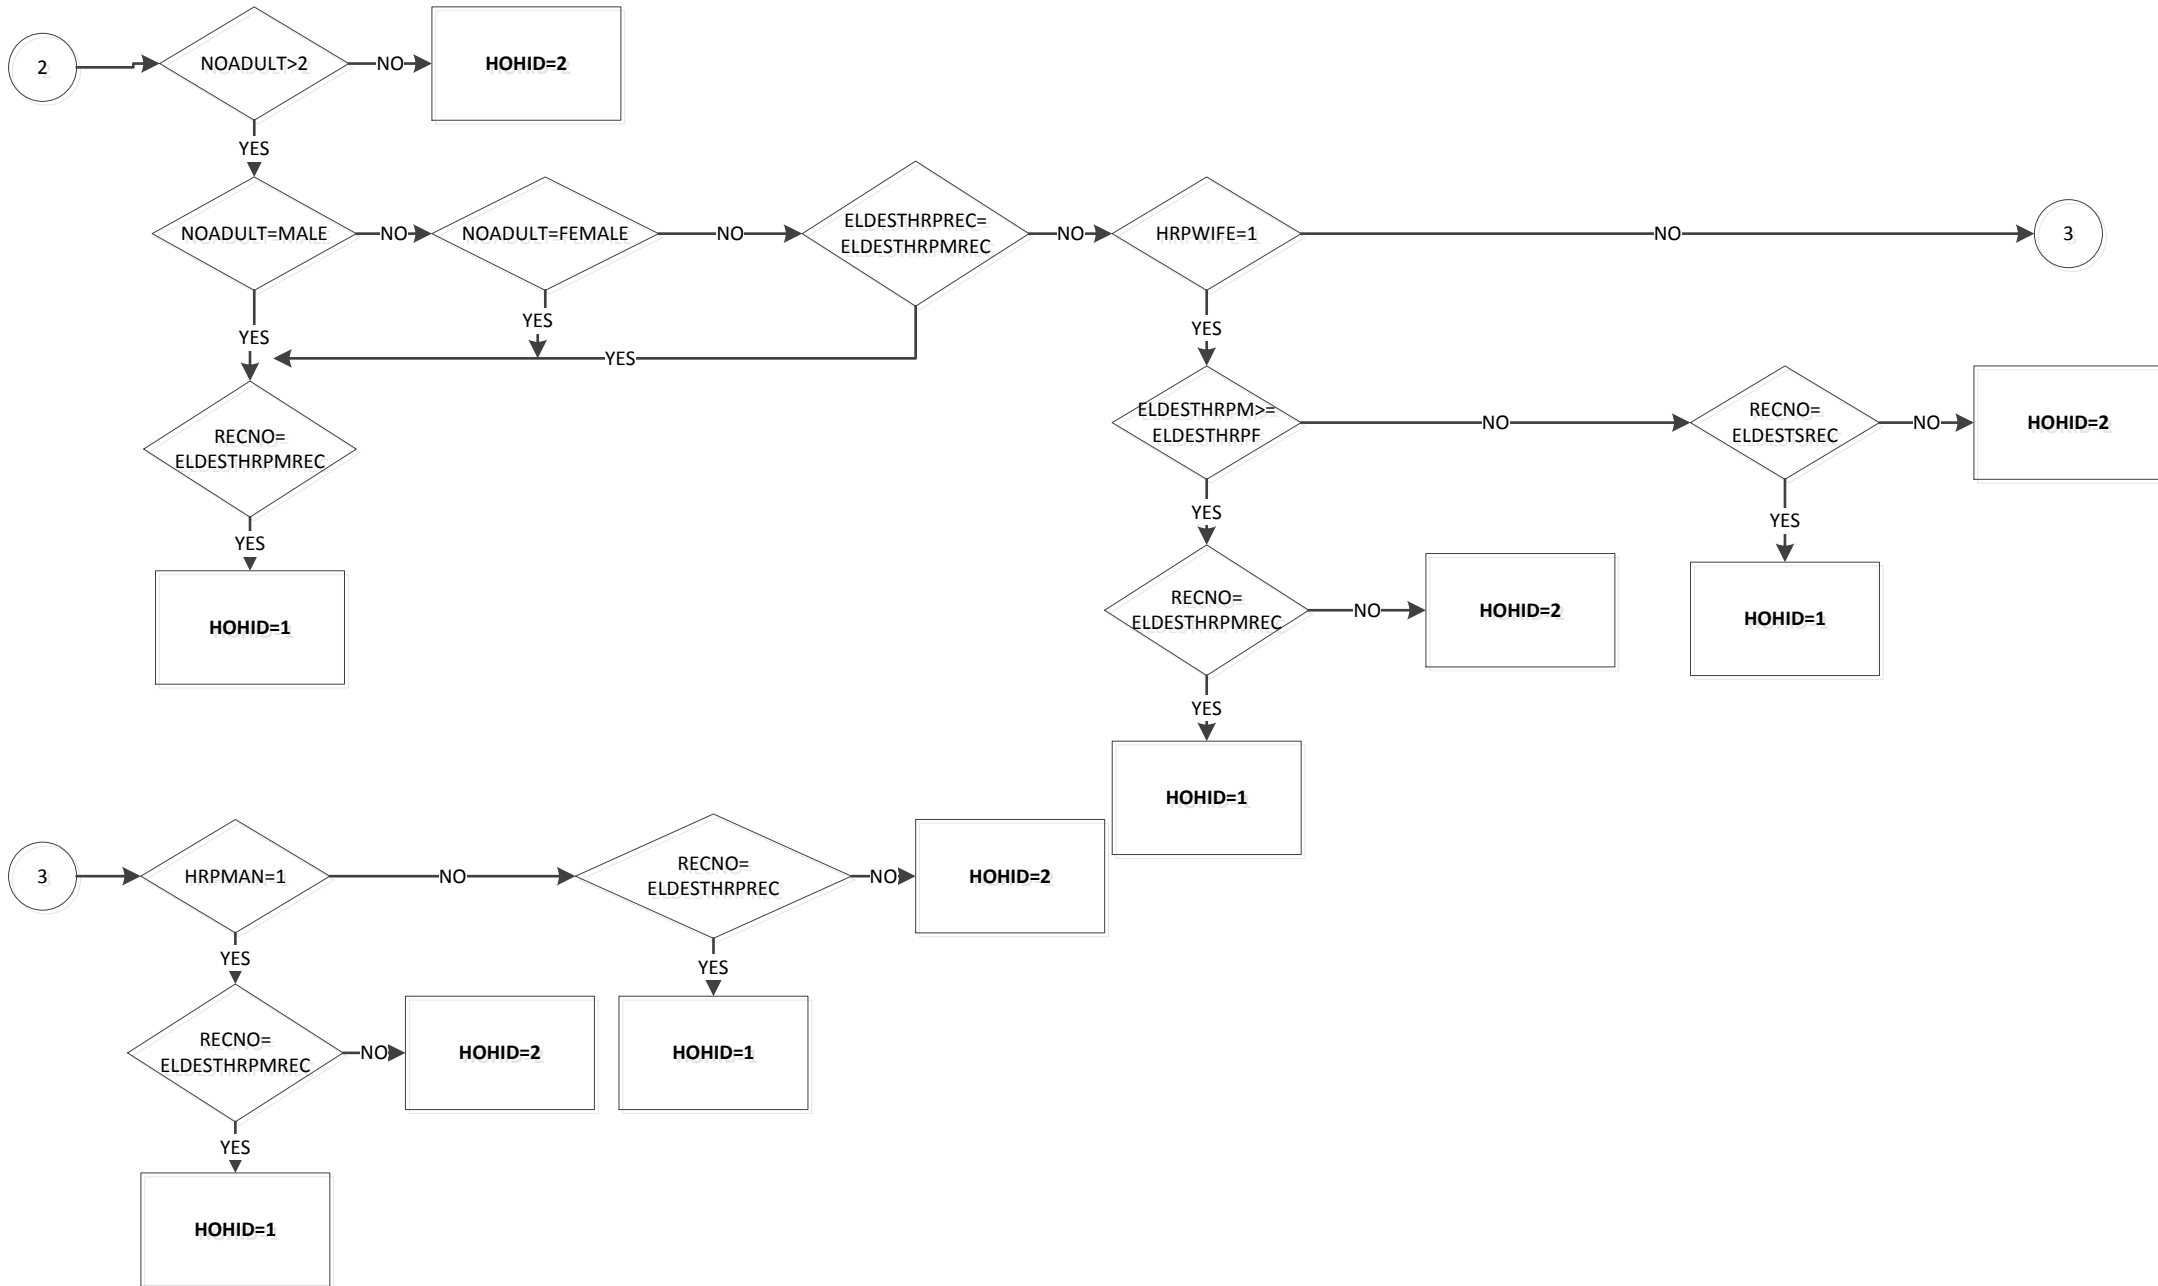 2
NOADULT>2
NO
HOHID=2
YES
NOADULT=MALE
NO
NOADULT=FEMALE
NO
ELDESTHRPREC=
ELDESTHRPMREC
NO
HRPWIFE=1
NO
3
YES
YES
YES
YES
RECNO=
ELDESTHRPMREC
YES
HOHID=1
ELDESTHRPM>=
ELDESTHRPF
NO
RECNO=
ELDESTSREC
NO
HOHID=2
YES
YES
RECNO=
ELDESTHRPMREC
NO
HOHID=2
HOHID=1
YES
HOHID=1
3
HRPMAN=1
NO
RECNO=
ELDESTHRPREC
NO
HOHID=2
YES
YES
RECNO=
ELDESTHRPMREC
NO
HOHID=2
HOHID=1
YES
HOHID=1